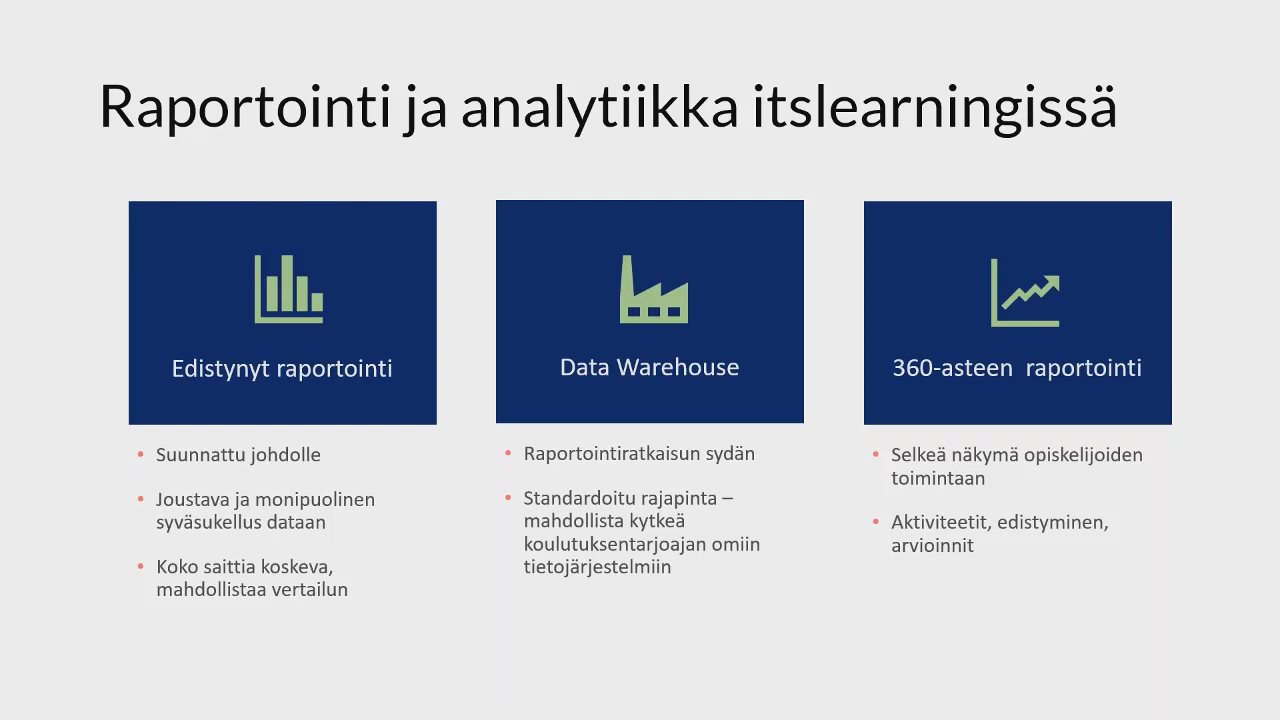 Raportointi ja analytiikka itslearningissä
Edistynyt raportointi
• Suunnattu johdolle
• Joustava ja monipuolinen
syväsukellus dataan
• Koko saittia koskeva,
mahdollistaa vertailun
Data Warehouse
• Raportointiratkaisun sydän
• Standardoitu rajapinta –
mahdollista kytkeä
koulutuksentarjoajan omiin
tietojärjestelmiin
360-asteen  raportointi
• Selkeä näkymä opiskelijoiden
toimintaan
• Aktiviteetit, edistyminen,
arvioinnit